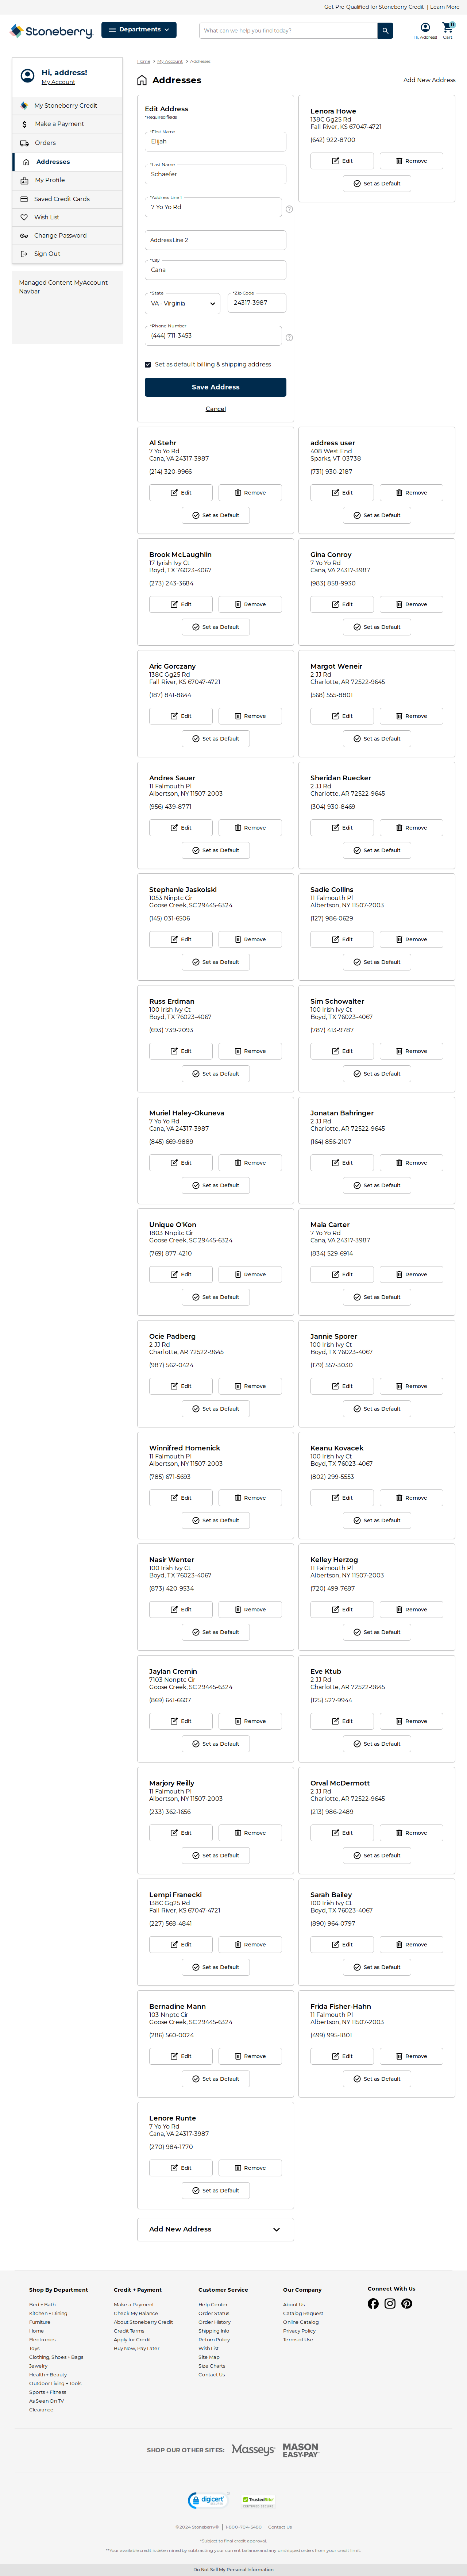 Get Pre-Qualified for Stoneberry Credit | Learn More
Stoneberry.
Departments
What can we help you find today?
Hi, Address!
11
Cart
Hi, address!
My Account
My Stoneberry Credit
Make a Payment
Orders
Addresses
My Profile
Saved Credit Cards
Wish List
Change Password
Sign Out
Managed Content MyAccount
Navbar
Home > My Account > Addresses
Addresses
Add New Address
Edit Address
*Required fields
*First Name
Elijah
*Last Name
Schaefer
*Address Line 1
7 Yo Yo Rd
Address Line 2
*City
Cana
*State
VA - Virginia
*Zip Code
24317-3987
*Phone Number
(444) 711-3453
Set as default billing & shipping address
Save Address
Cancel
Lenora Howe
138C Gg25 Rd
Fall River, KS 67047-4721
(642) 922-8700
Edit
Remove
Set as Default
Al Stehr
7 Yo Yo Rd
Cana, VA 24317-3987
(214) 320-9966
Edit
Remove
Set as Default
address user
408 West End
Sparks, VT 03738
(731) 930-2187
Edit
Remove
Set as Default
Brook McLaughlin
17 Iyrish Ivy Ct
Boyd, TX 76023-4067
(273) 243-3684
Edit
Remove
Set as Default
Gina Conroy
7 Yo Yo Rd
Cana, VA 24317-3987
(983) 858-9930
Edit
Remove
Set as Default
Aric Gorczany
138C Gg25 Rd
Fall River, KS 67047-4721
(187) 841-8644
Edit
Remove
Set as Default
Margot Weneir
2 JJ Rd
Charlotte, AR 72522-9645
(568) 555-8801
Edit
Remove
Set as Default
Andres Sauer
11 Falmouth Pl
Albertson, NY 11507-2003
(956) 439-8771
Edit
Remove
Set as Default
Sheridan Ruecker
2 JJ Rd
Charlotte, AR 72522-9645
(304) 930-8469
Edit
Remove
Set as Default
Stephanie Jaskolski
1053 Ninptc Cir
Goose Creek, SC 29445-6324
(145) 031-6506
Edit
Remove
Set as Default
Sadie Collins
11 Falmouth Pl
Albertson, NY 11507-2003
(127) 986-0629
Edit
Remove
Set as Default
Russ Erdman
100 Irish Ivy Ct
Boyd, TX 76023-4067
(693) 739-2093
Edit
Remove
Set as Default
Sim Schowalter
100 Irish Ivy Ct
Boyd, TX 76023-4067
(787) 413-9787
Edit
Remove
Set as Default
Muriel Haley-Okuneva
7 Yo Yo Rd
Cana, VA 24317-3987
(845) 669-9889
Edit
Remove
Set as Default
Jonatan Bahringer
2 JJ Rd
Charlotte, AR 72522-9645
(164) 856-2107
Edit
Remove
Set as Default
Unique O'Kon
1803 Nnpitc Cir
Goose Creek, SC 29445-6324
(769) 877-4210
Edit
Remove
Set as Default
Maia Carter
7 Yo Yo Rd
Cana, VA 24317-3987
(834) 529-6914
Edit
Remove
Set as Default
Ocie Padberg
2 JJ Rd
Charlotte, AR 72522-9645
(987) 562-0424
Edit
Remove
Set as Default
Jannie Sporer
100 Irish Ivy Ct
Boyd, TX 76023-4067
(179) 557-3030
Edit
Remove
Set as Default
Winnifred Homenick
11 Falmouth Pl
Albertson, NY 11507-2003
(785) 671-5693
Edit
Remove
Set as Default
Keanu Kovacek
100 Irish Ivy Ct
Boyd, TX 76023-4067
(802) 299-5553
Edit
Remove
Set as Default
Nasir Wenter
100 Irish Ivy Ct
Boyd, TX 76023-4067
(873) 420-9534
Edit
Remove
Set as Default
Kelley Herzog
11 Falmouth Pl
Albertson, NY 11507-2003
(720) 499-7687
Edit
Remove
Set as Default
Jaylan Cremin
7103 Nonptc Cir
Goose Creek, SC 29445-6324
(869) 641-6607
Edit
Remove
Set as Default
Eve Ktub
2 JJ Rd
Charlotte, AR 72522-9645
(125) 527-9944
Edit
Remove
Set as Default
Marjory Reilly
11 Falmouth Pl
Albertson, NY 11507-2003
(233) 362-1656
Edit
Remove
Set as Default
Orval McDermott
2 JJ Rd
Charlotte, AR 72522-9645
(213) 986-2489
Edit
Remove
Set as Default
Lempi Franecki
138C Gg25 Rd
Fall River, KS 67047-4721
(227) 568-4841
Edit
Remove
Set as Default
Sarah Bailey
100 Irish Ivy Ct
Boyd, TX 76023-4067
(890) 964-0797
Edit
Remove
Set as Default
Bernadine Mann
103 Nnptc Cir
Goose Creek, SC 29445-6324
(286) 560-0024
Edit
Remove
Set as Default
Frida Fisher-Hahn
11 Falmouth Pl
Albertson, NY 11507-2003
(499) 995-1801
Edit
Remove
Set as Default
Lenore Runte
7 Yo Yo Rd
Cana, VA 24317-3987
(270) 984-1770
Edit
Remove
Set as Default
Add New Address
Shop By Department
Bed + Bath
Kitchen + Dining
Furniture
Home
Electronics
Toys
Clothing, Shoes + Bags
Jewelry
Health + Beauty
Outdoor Living + Tools
Sports + Fitness
As Seen On TV
Clearance
Credit + Payment
Make a Payment
Check My Balance
About Stoneberry Credit
Credit Terms
Apply for Credit
Buy Now, Pay Later
Customer Service
Help Center
Order Status
Order History
Shipping Info
Return Policy
Wish List
Site Map
Size Charts
Contact Us
Our Company
About Us
Catalog Request
Online Catalog
Privacy Policy
Terms of Use
Connect With Us
SHOP OUR OTHER SITES:
Masseys
MASON
EASY-PAY
digicert
TrustedSite
CERTIFIED SECURE
©2024 Stoneberry® | 1-800-704-5480 | Contact Us
*Subject to final credit approval.
**Your available credit is determined by subtracting your current balance and any unshipped orders from your credit limit.
Do Not Sell My Personal Information